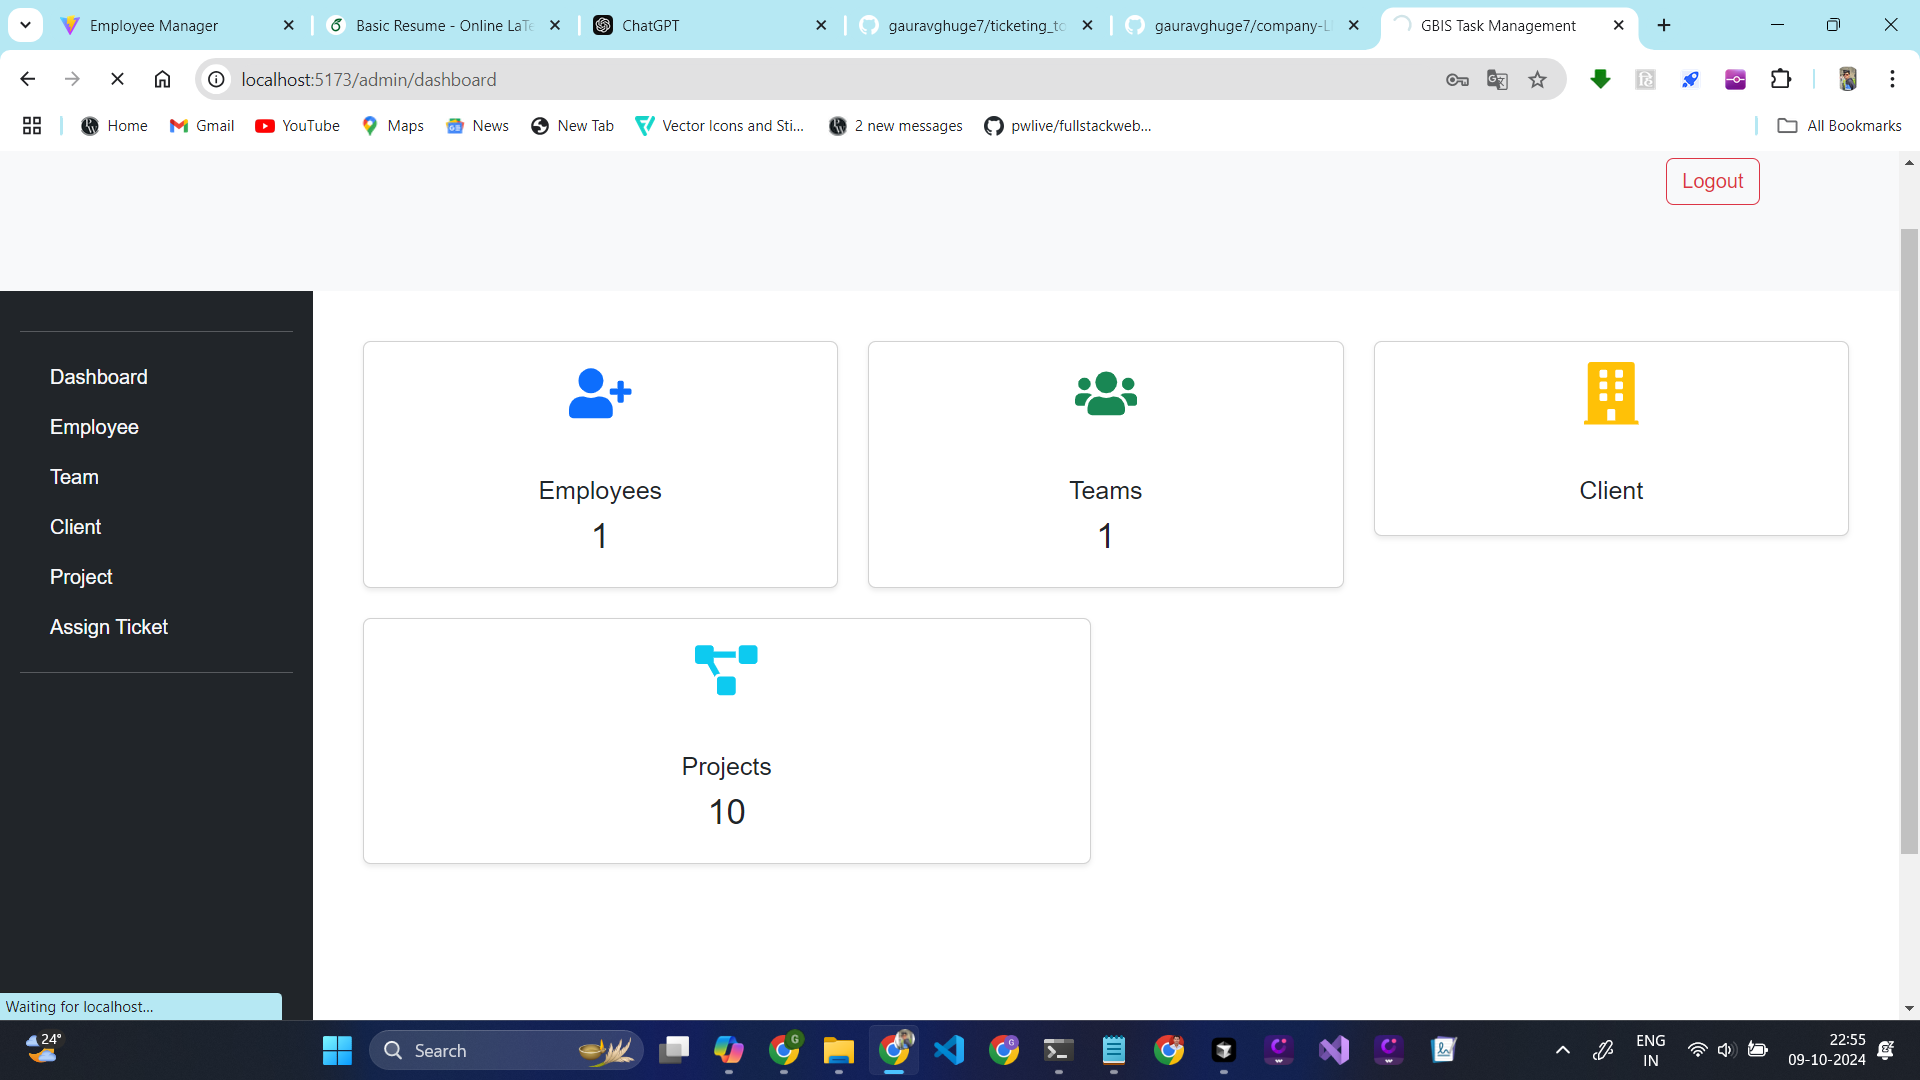 Employee Manager
Basic Resume - Online LaTe
ChatGPT
gauravghuge7/ticketing_to
gauravghuge7/company-LI
GBIS Task Management
localhost:5173/admin/dashboard
Home
Gmail
YouTube
Maps
News
New Tab
Vector Icons and Sti...
2 new messages
pwlive/fullstackweb...
All Bookmarks
Logout
Dashboard
Employee
Team
Client
Project
Assign Ticket
Employees
1
Teams
1
Client
Projects
10
Waiting for localhost...
24°
Search
ENG
IN
22:55
09-10-2024